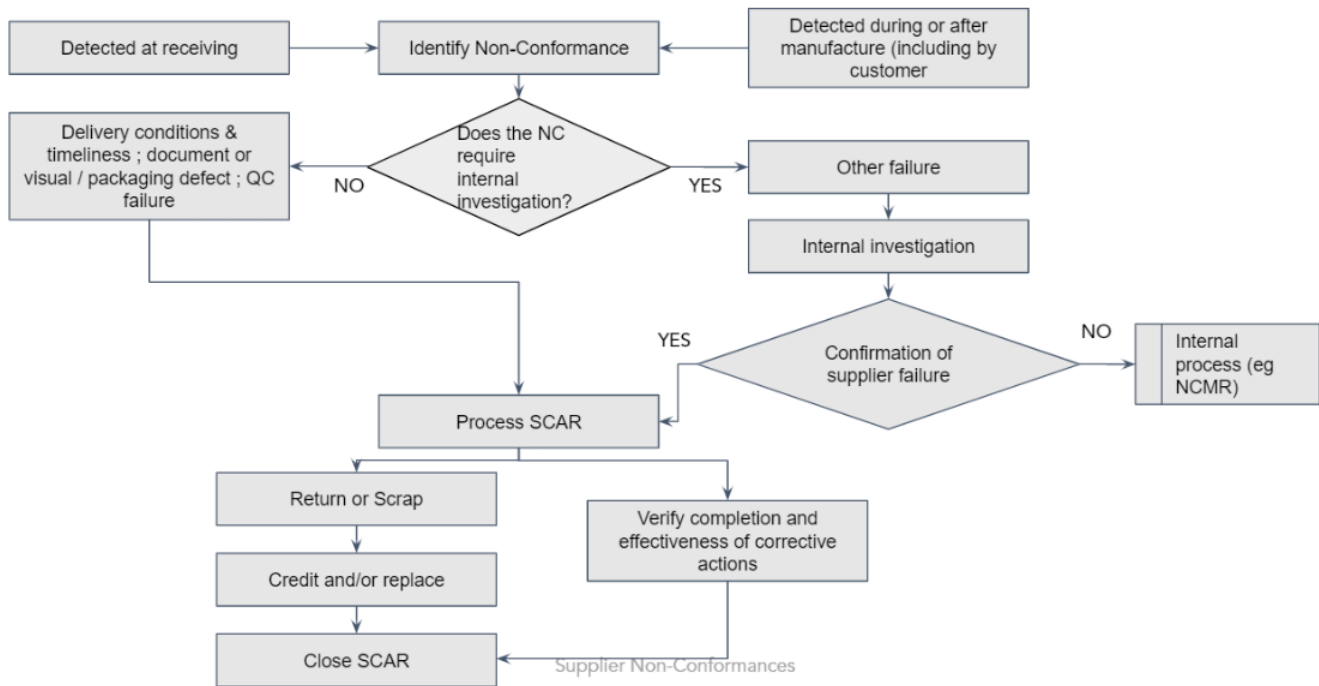 Detected at receiving
Identify Non-Conformance
Detected during or after
manufacture (including by
customer
Delivery conditions &
timeliness ; document or
visual / packaging defect ; QC
failure
NO
Does the NC
require
internal
investigation?
YES
Other failure
Internal investigation
YES
Confirmation of
supplier failure
NO
Internal
process (eg
NCMR)
Process SCAR
Return or Scrap
Verify completion and
effectiveness of corrective
actions
Credit and/or replace
Close SCAR
Supplier Non-Conformances